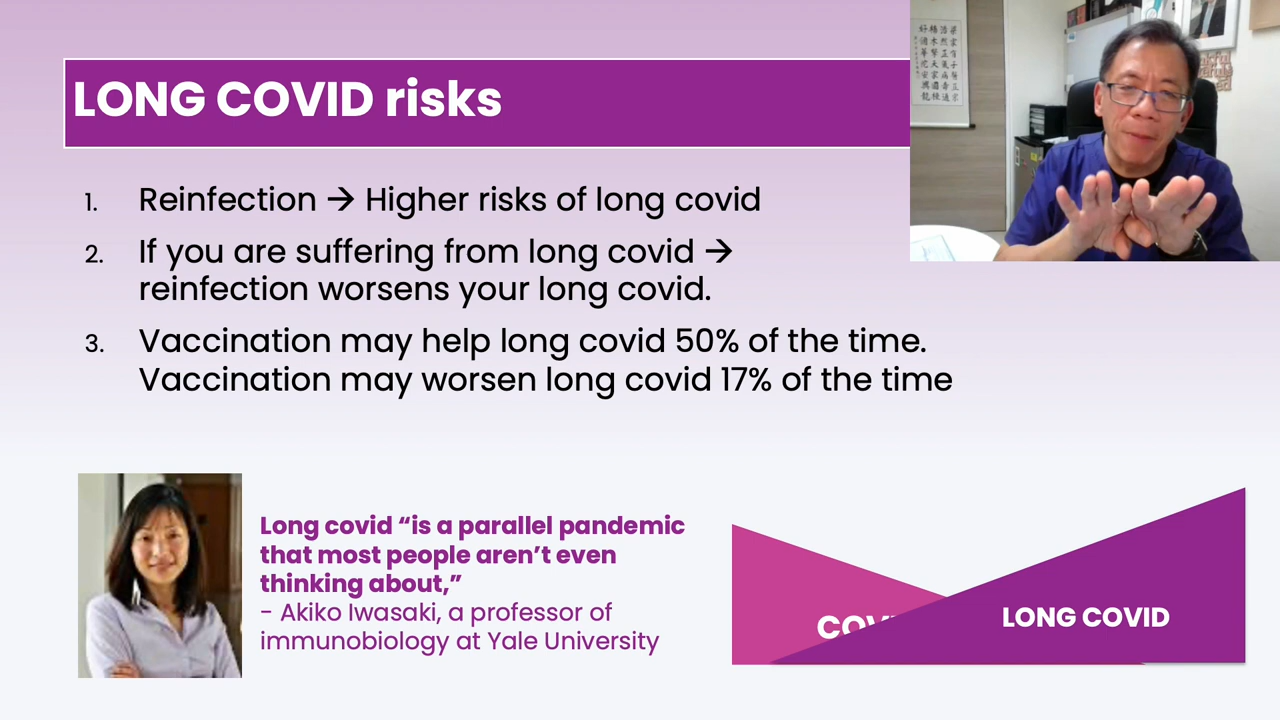 LONG COVID risks
1. Reinfection → Higher risks of long covid
2. If you are suffering from long covid →
reinfection worsens your long covid.
3. Vaccination may help long covid 50% of the time.
Vaccination may worsen long covid 17% of the time
Long covid “is a parallel pandemic
that most people aren’t even
thinking about,”
- Akiko Iwasaki, a professor of
immunobiology at Yale University
LONG COVID